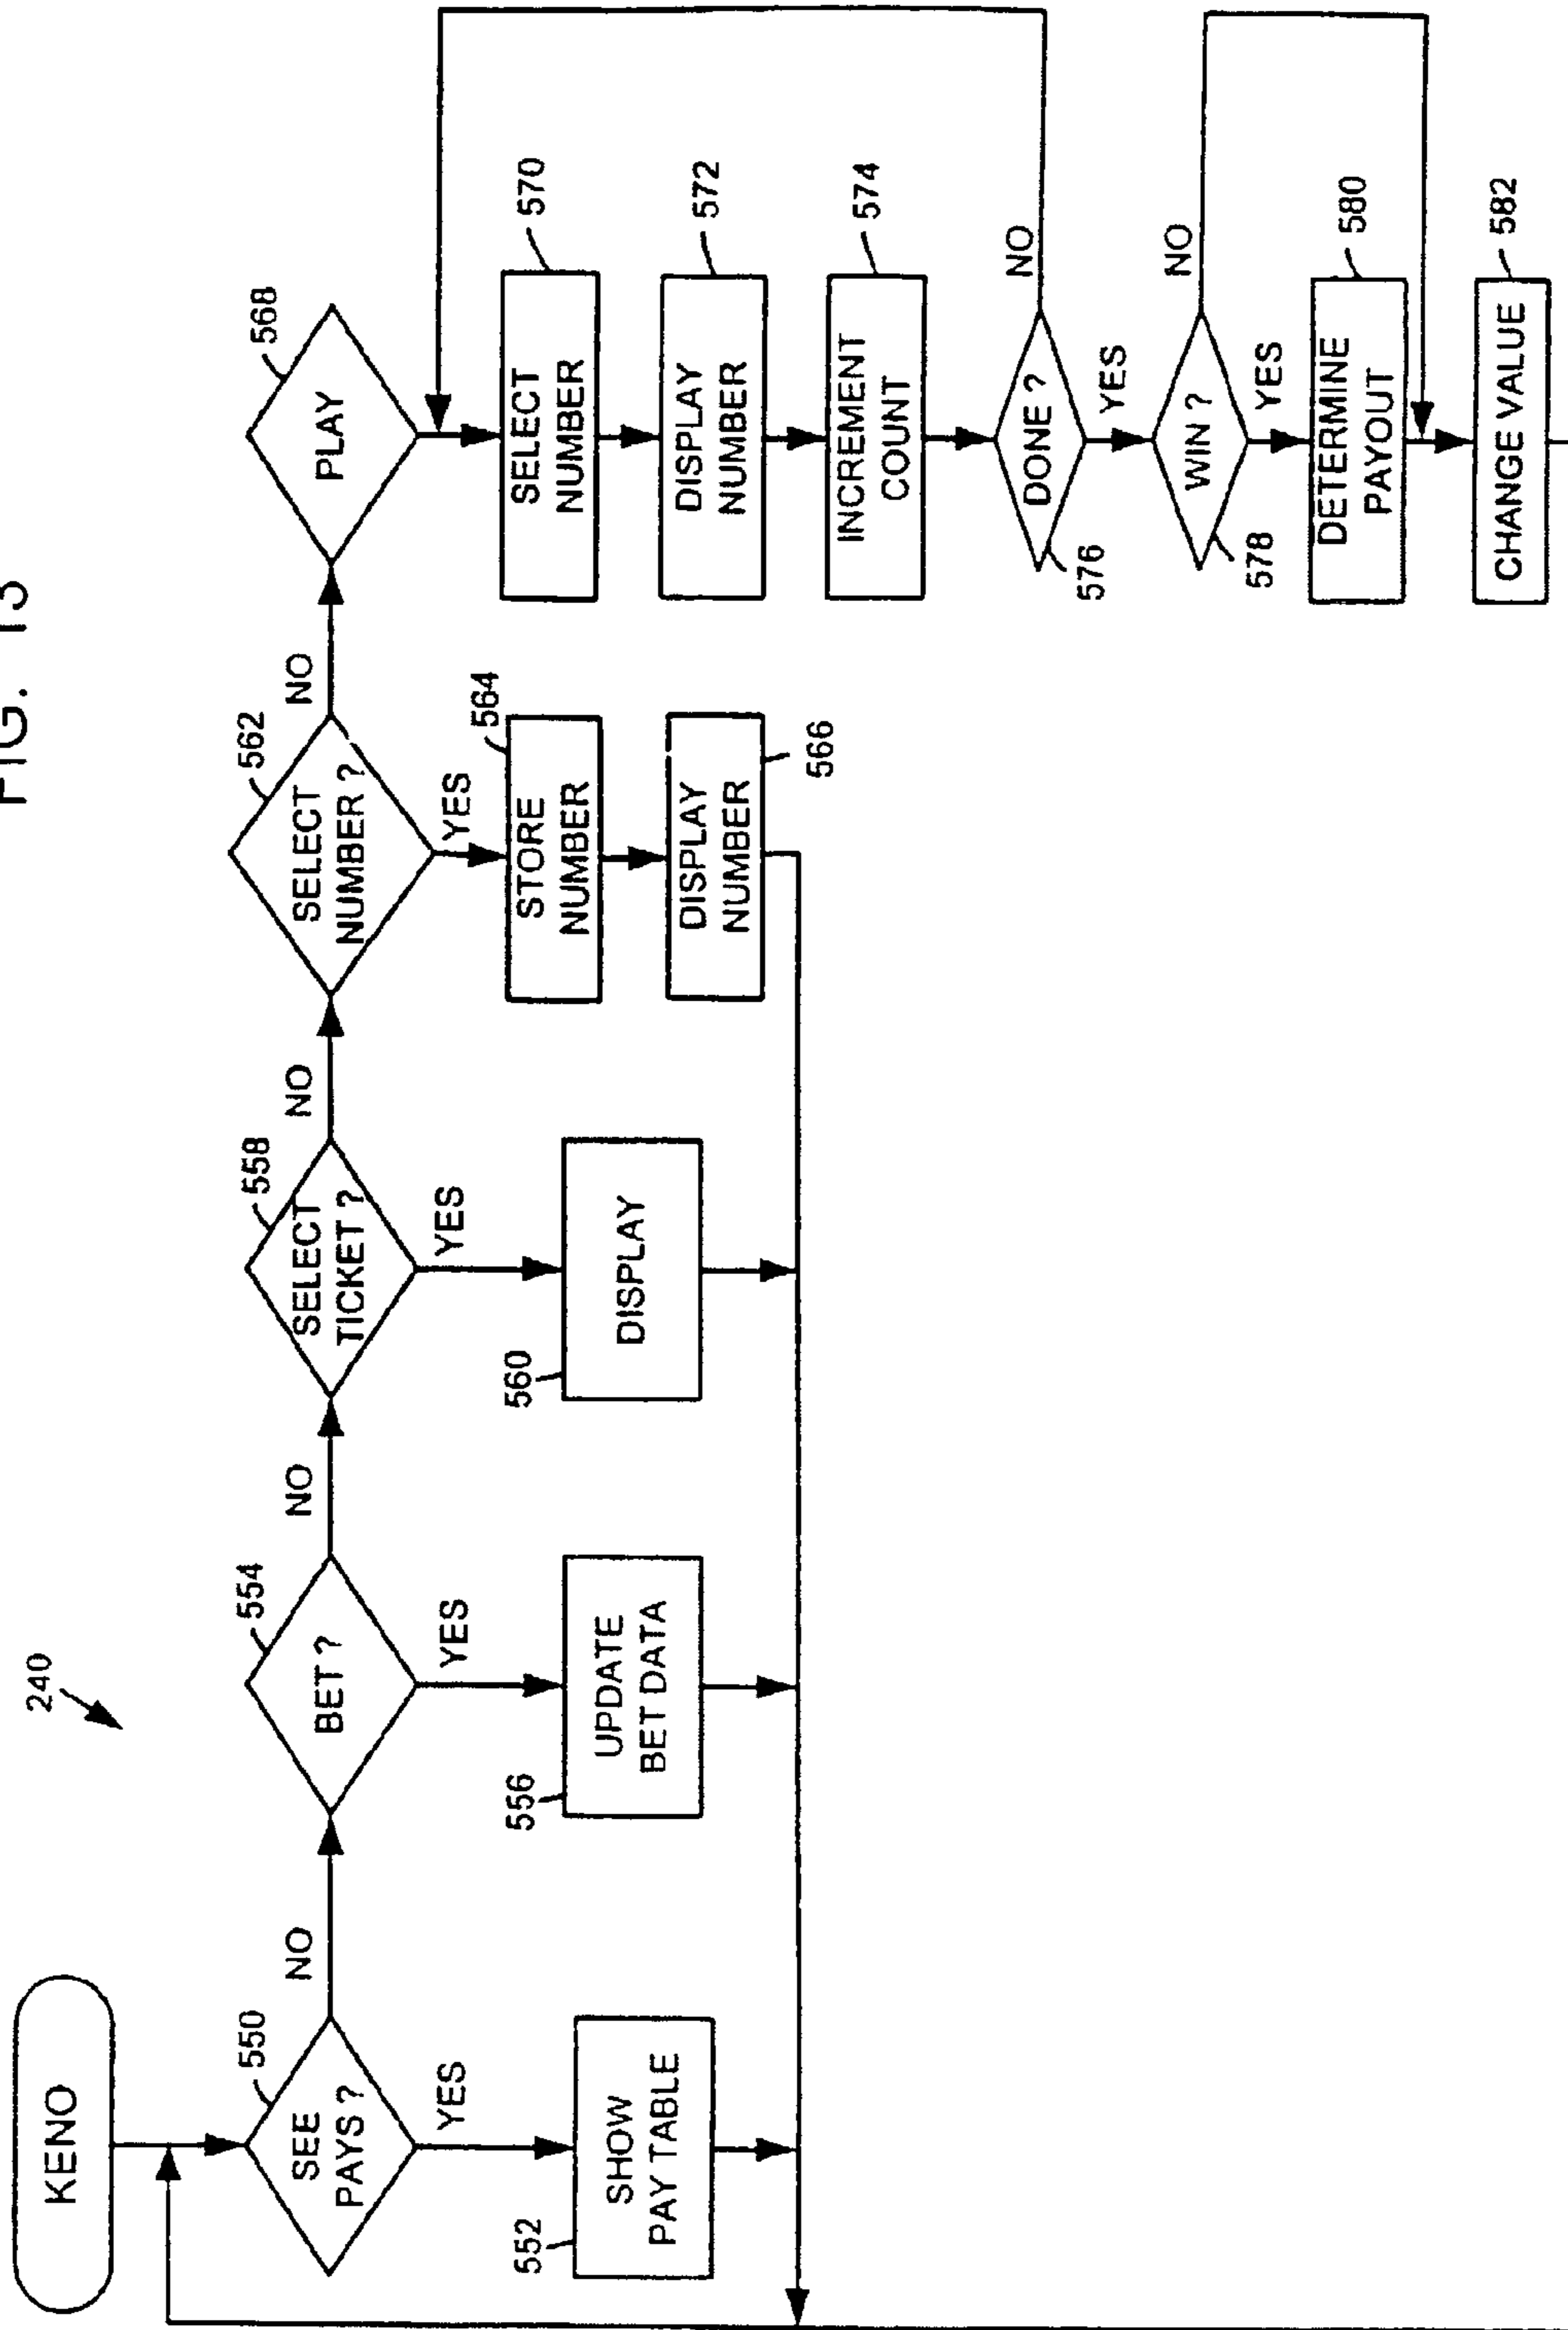 FIG. 13
240
KENO
550
SEE
PAYS ?
NO
YES
552
SHOW
PAY TABLE
554
BET ?
NO
YES
556
UPDATE
BET DATA
558
SELECT
TICKET ?
NO
YES
560
DISPLAY
562
SELECT
NUMBER ?
NO
YES
564
STORE
NUMBER
DISPLAY
NUMBER
566
568
PLAY
SELECT
NUMBER
570
DISPLAY
NUMBER
572
INCREMENT
COUNT
574
DONE ?
NO
576
YES
WIN ?
NO
578
YES
DETERMINE
PAYOUT
580
CHANGE VALUE
582